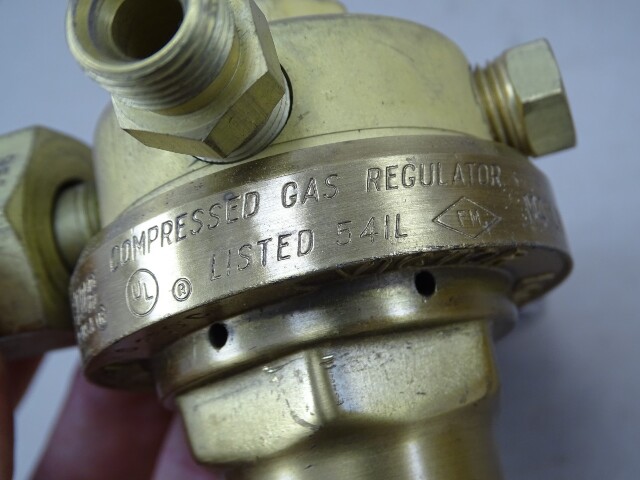 COMPRESSED GAS REGULATOR
UL ® LISTED 541L FM